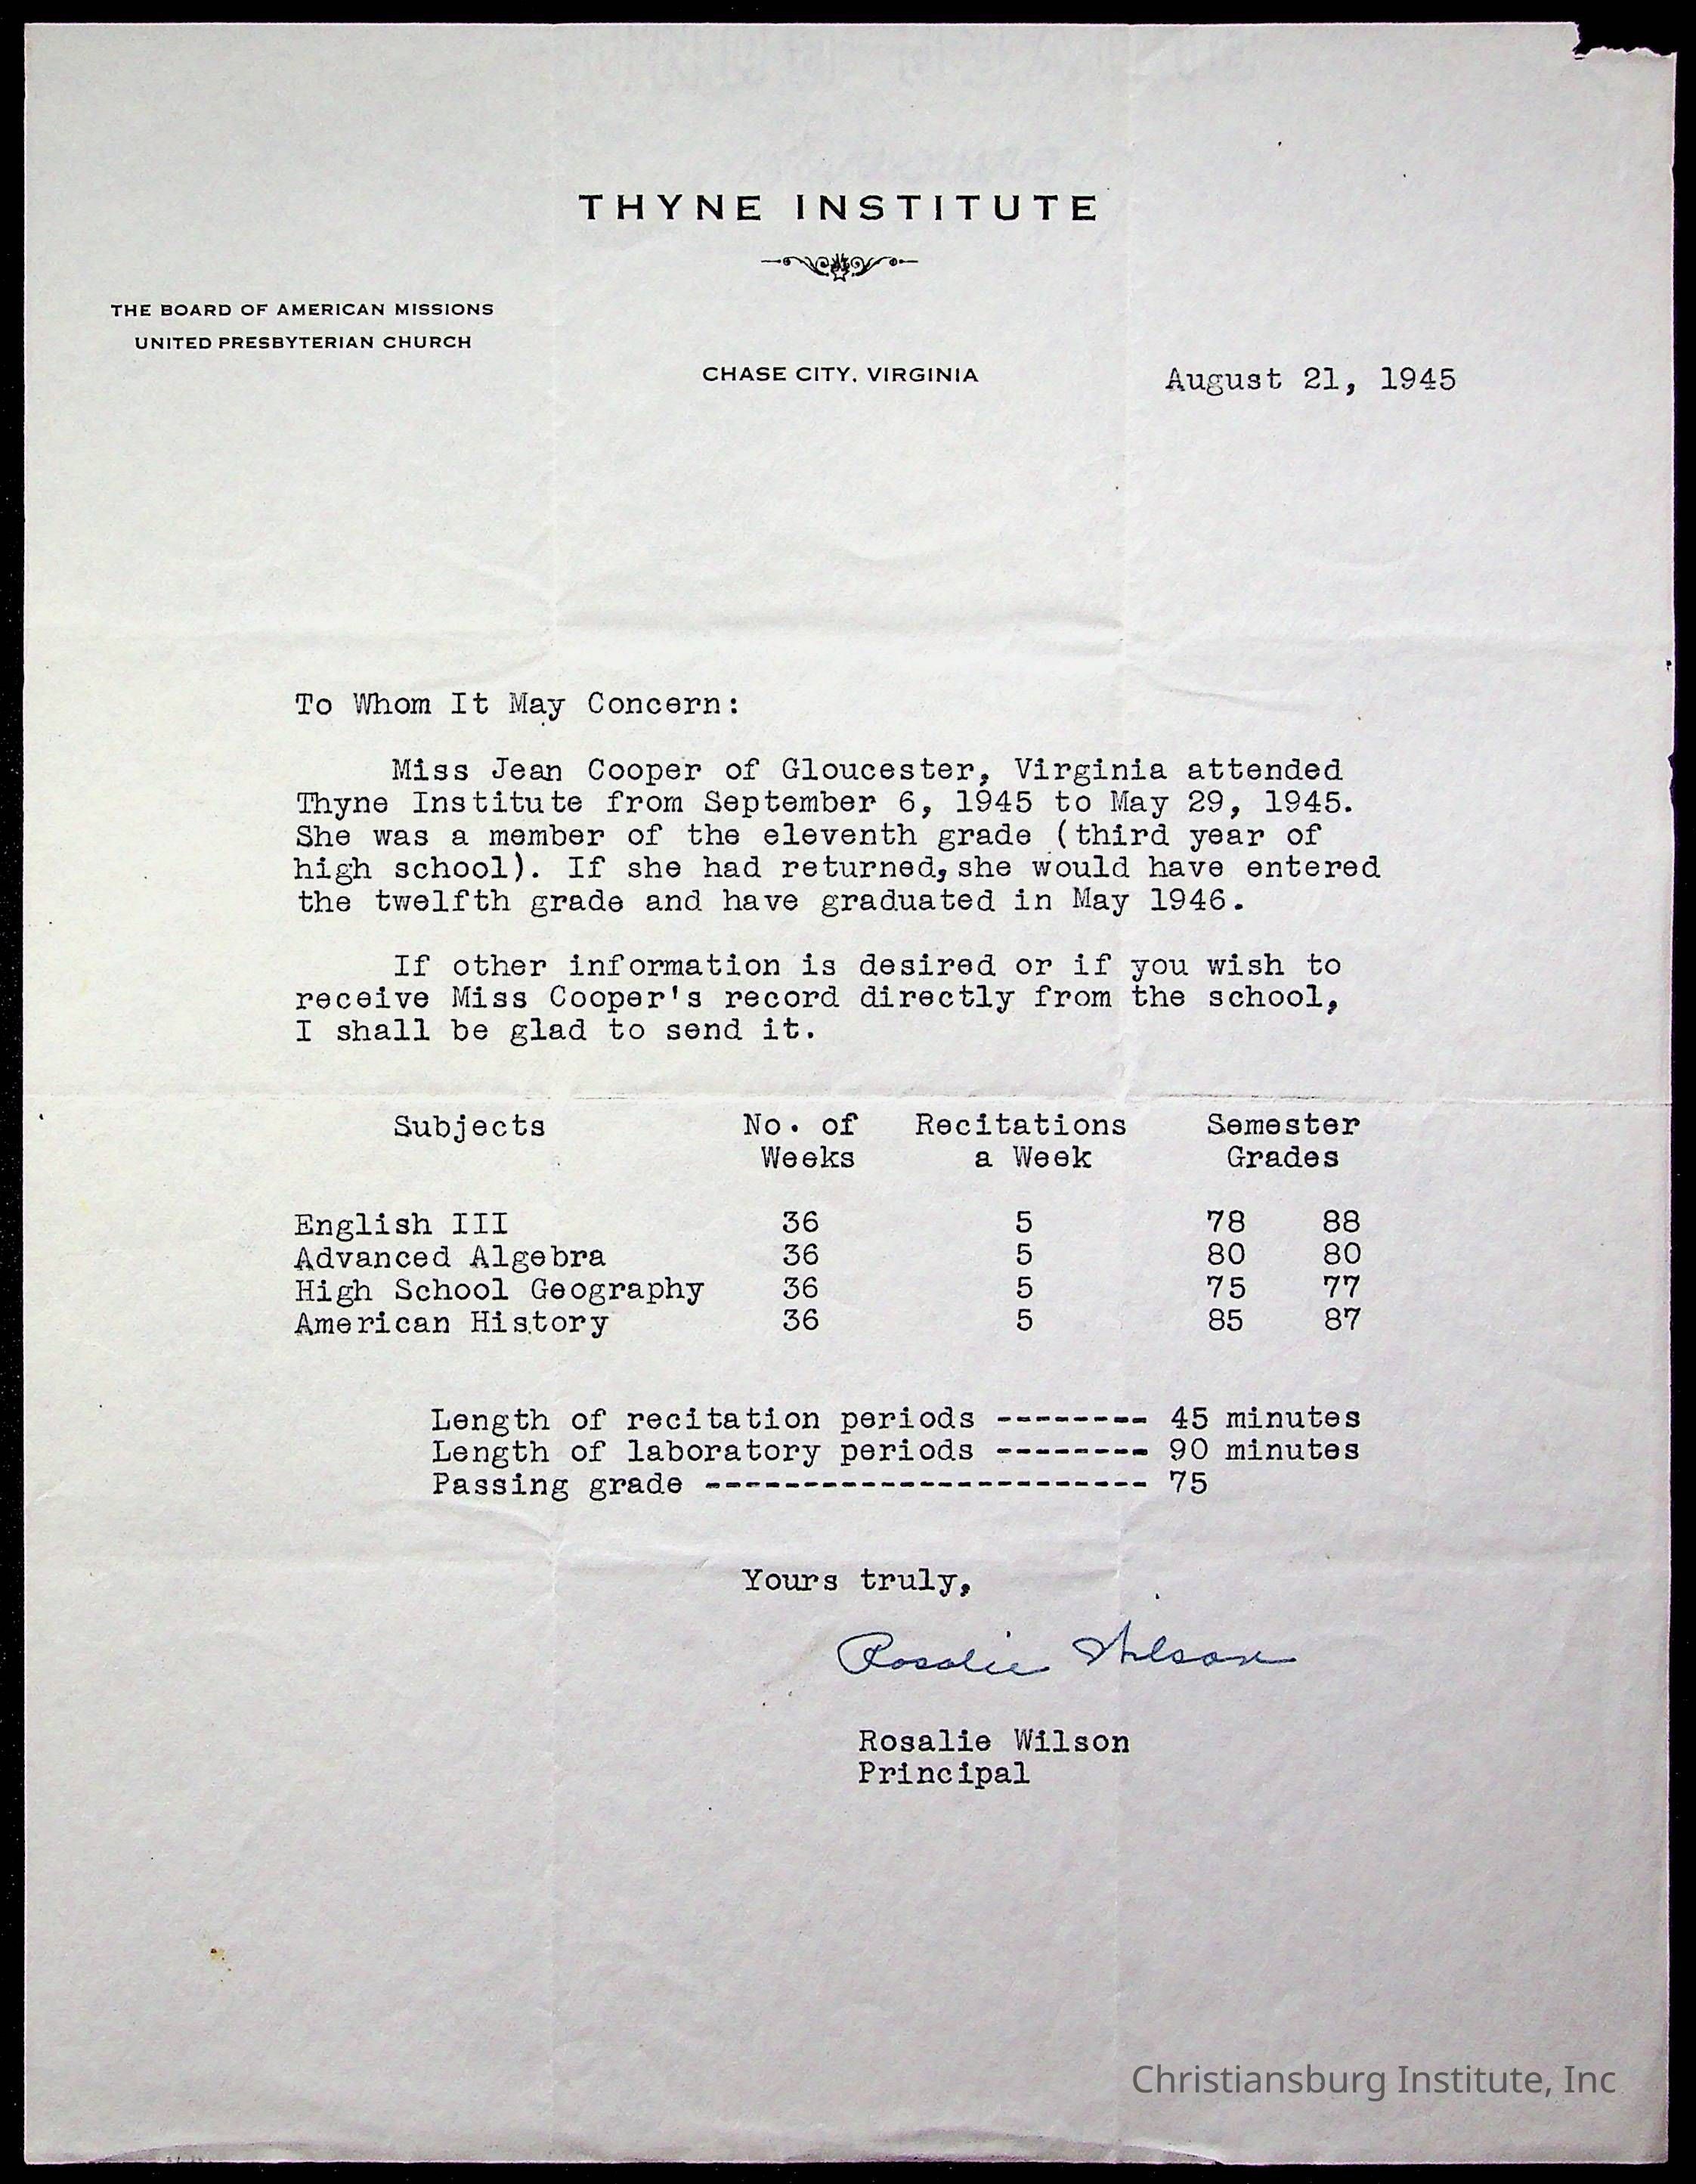 THYNE INSTITUTE
THE BOARD OF AMERICAN MISSIONS
UNITED PRESBYTERIAN CHURCH
CHASE CITY, VIRGINIA
August 21, 1945
To Whom It May Concern:
Miss Jean Cooper of Gloucester, Virginia attended
Thyne Institute from September 6, 1945 to May 29, 1945.
She was a member of the eleventh grade (third year of
high school). If she had returned, she would have entered
the twelfth grade and have graduated in May 1946.
If other information is desired or if you wish to
receive Miss Cooper's record directly from the school,
I shall be glad to send it.
Subjects No. of Recitations Semester
Weeks a Week Grades
English III 36 5 78 88
Advanced Algebra 36 5 80 80
High School Geography 36 5 75 77
American History 36 5 85 87
Length of recitation periods -------- 45 minutes
Length of laboratory periods -------- 90 minutes
Passing grade ----------------------- 75
Yours truly,
Rosalie Wilson
Rosalie Wilson
Principal
Christiansburg Institute, Inc